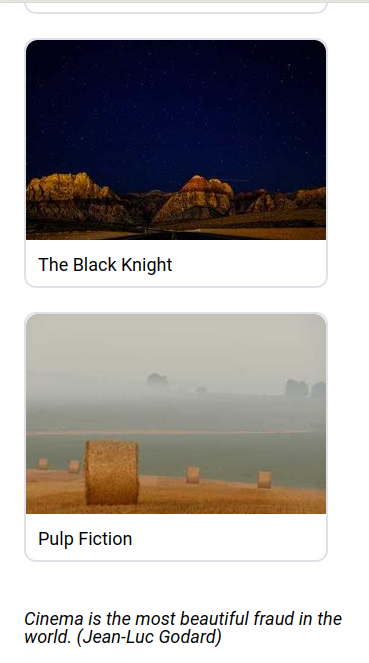 The Black Knight
Pulp Fiction
Cinema is the most beautiful fraud in the
world. (Jean-Luc Godard)